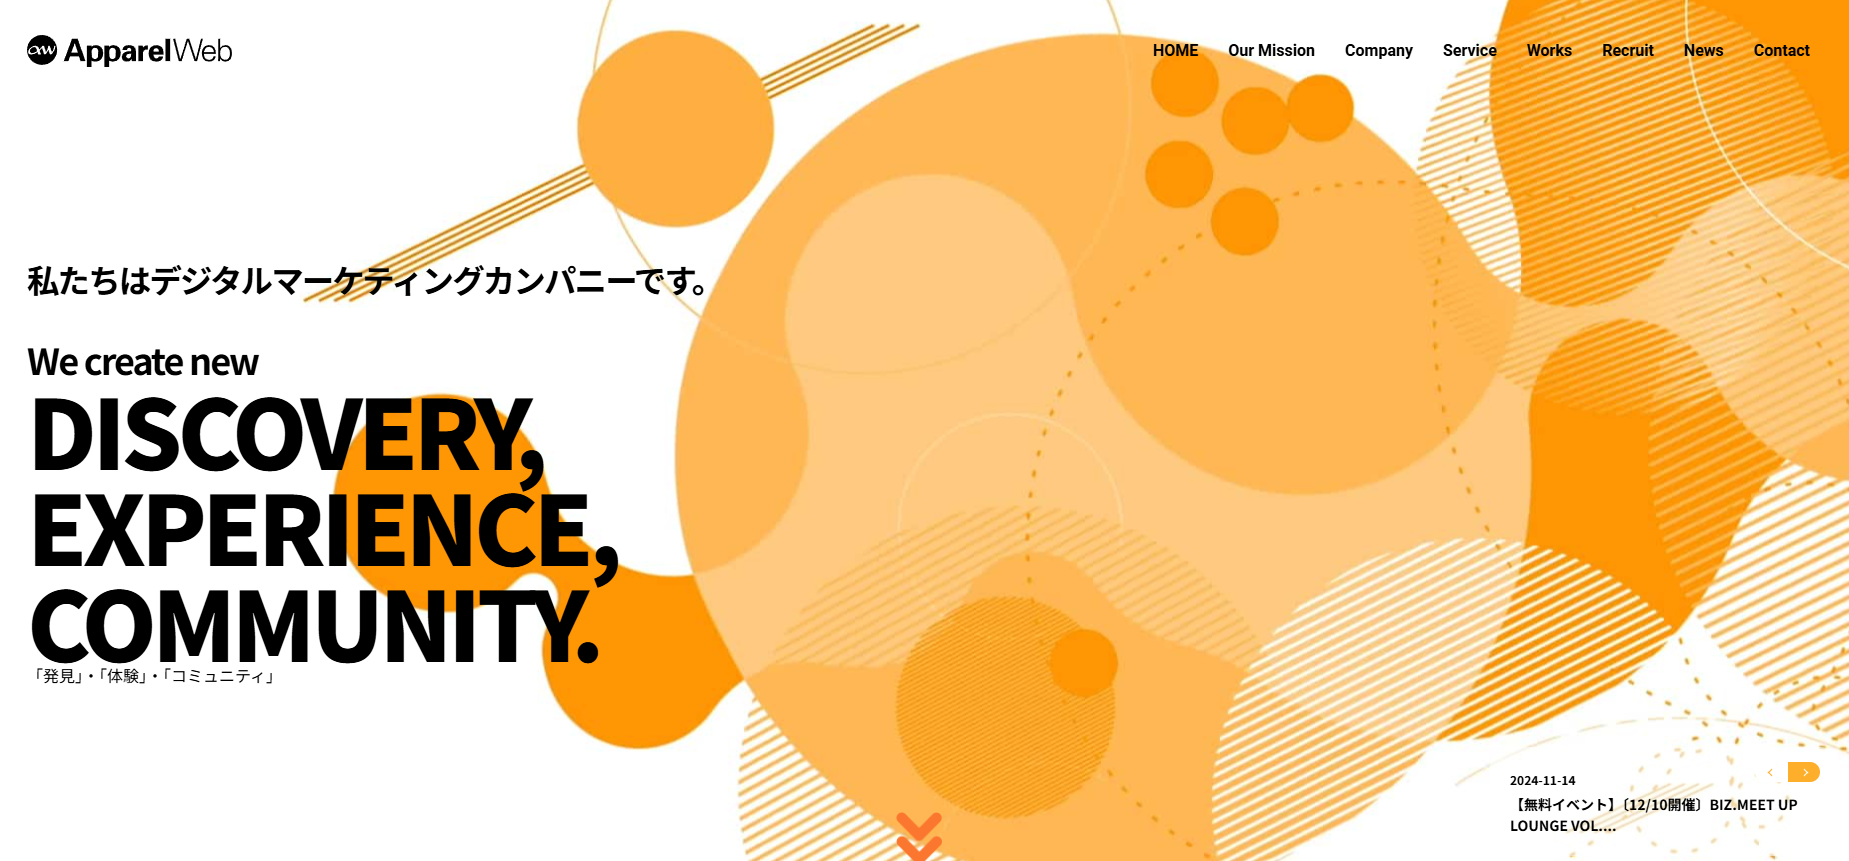 ApparelWeb
HOME Our Mission Company Service Works Recruit News Contact
私たちはデジタルマーケティングカンパニーです。
We create new
DISCOVERY,
EXPERIENCE,
COMMUNITY.
「発見」・「体験」・「コミュニティ」
2024-11-14
【無料イベント】〔12/10開催〕BIZ.MEET UP
LOUNGE VOL....